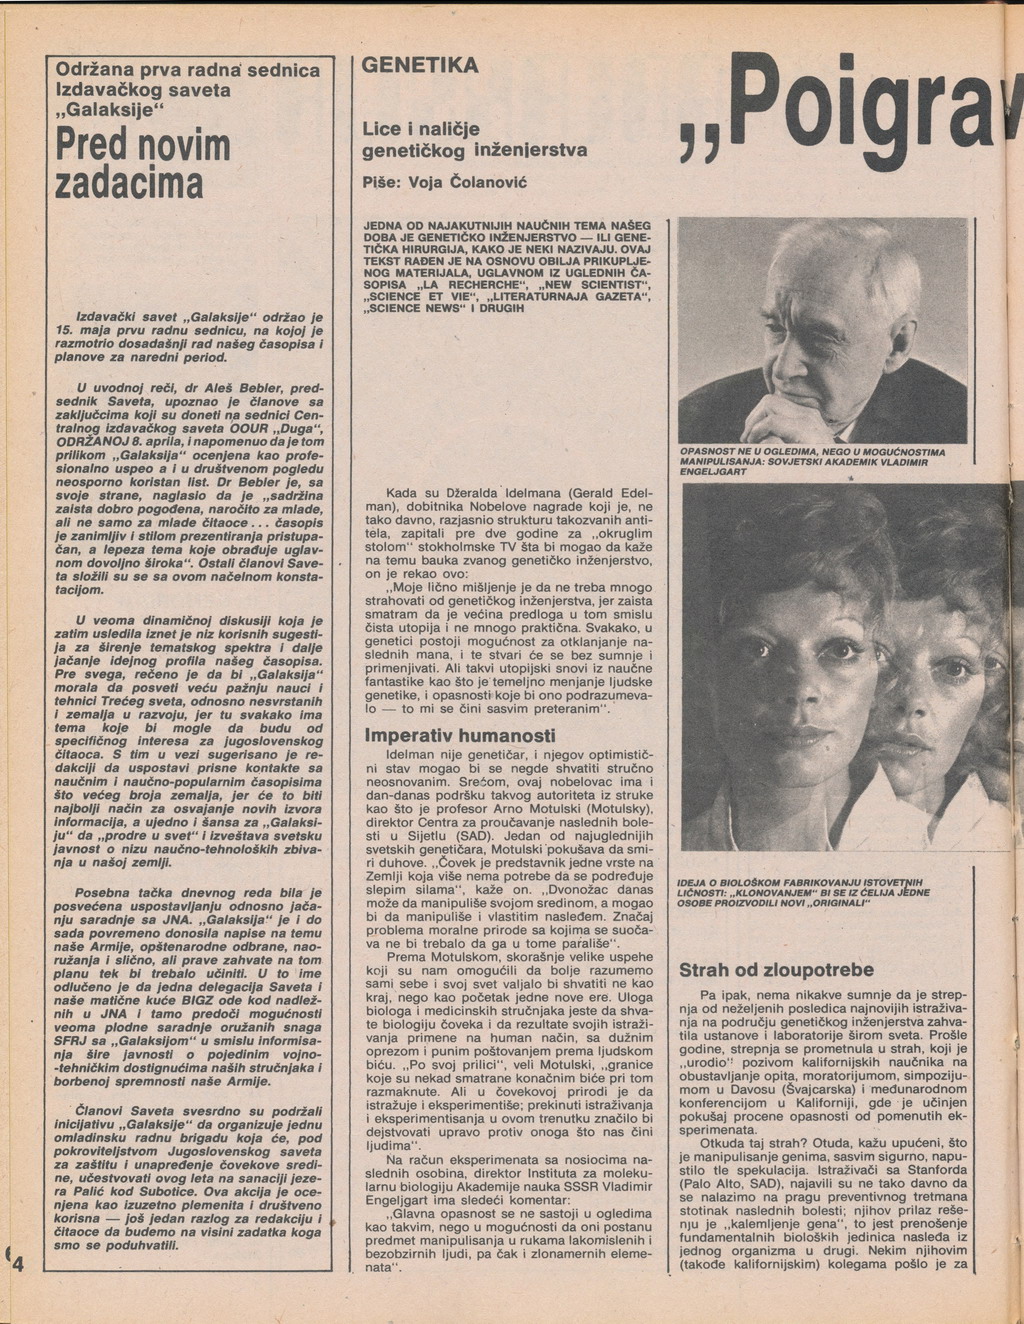 Održana prva radna sednica
Izdavačkog saveta
„Galaksije“
Pred novim
zadacima
Izdavački savet „Galaksije“ održao je
15. maja prvu radnu sednicu, na kojoj je
razmotrio dosadašnji rad našeg časopisa i
planove za naredni period.
U uvodnoj reči, dr Aleš Bebler, pred-
sednik Saveta, upoznao je članove sa
zaključcima koji su doneti na sednici Cen-
tralnog izdavačkog saveta OOUR „Duga“,
ODRŽANOJ 8. aprila, i napomenuo da je tom
prilikom „Galaksija“ ocenjena kao profe-
sionalno uspeo a i u društvenom pogledu
neosporno koristan list. Dr Bebler je, sa
svoje strane, naglasio da je „sadržina
zaista dobro pogođena, naročito za mlade,
ali ne samo za mlade čitaoce . . . časopis
je zanimljiv i stilom prezentiranja pristupa-
čan, a lepeza tema koje obrađuje uglav-
nom dovoljno široka“. Ostali članovi Save-
ta složili su se sa ovom načelnom konsta-
tacijom.
U veoma dinamičnoj diskusiji koja je
zatim usledila iznet je niz korisnih sugesti-
ja za širenje tematskog spektra i dalje
jačanje idejnog profila našeg časopisa.
Pre svega, rečeno je da bi „Galaksija“
morala da posveti veću pažnju nauci i
tehnici Trećeg sveta, odnosno nesvrstanih
i zemalja u razvoju, jer tu svakako ima
tema koje bi mogle da budu od
specifičnog interesa za jugoslovenskog
čitaoca. S tim u vezi sugerisano je re-
dakciji da uspostavi prisne kontakte sa
naučnim i naučno-popularnim časopisima
što većeg broja zemalja, jer će to biti
najbolji način za osvajanje novih izvora
informacija, a ujedno i šansa za „Galaksi-
ju“ da „prodre u svet“ i izveštava svetsku
javnost o nizu naučno-tehnoloških zbiva-
nja u našoj zemlji.
Posebna tačka dnevnog reda bila je
posvećena uspostavljanju odnosno jača-
nju saradnje sa JNA. „Galaksija“ je i do
sada povremeno donosila napise na temu
naše Armije, opštenarodne odbrane, nao-
ružanja i slično, ali prave zahvate na tom
planu tek bi trebalo učiniti. U to ime
odlučeno je da jedna delegacija Saveta i
naše matične kuće BIGZ ode kod nadlež-
nih u JNA i tamo predoči mogućnosti
veoma plodne saradnje oružanih snaga
SFRJ sa „Galaksijom“ u smislu informisa-
nja šire javnosti o pojedinim vojno-
-tehničkim dostignućima naših stručnjaka i
borbenoj spremnosti naše Armije.
Članovi Saveta svesrdno su podržali
inicijativu „Galaksije“ da organizuje jednu
omladinsku radnu brigadu koja će, pod
pokroviteljstvom Jugoslovenskog saveta
za zaštitu i unapređenje čovekove sredi-
ne, učestvovati ovog leta na sanaciji jeze-
ra Palić kod Subotice. Ova akcija je oce-
njena kao izuzetno plemenita i društveno
korisna — još jedan razlog za redakciju i
čitaoce da budemo na visini zadatka koga
smo se poduhvatili.
4
GENETIKA
Lice i naličje
genetičkog inženjerstva
Piše: Voja Čolanović
„Poigrav
JEDNA OD NAJAKUTNIJIH NAUČNIH TEMA NAŠEG
DOBA JE GENETIČKO INŽENJERSTVO — ILI GENE-
TIČKA HIRURGIJA, KAKO JE NEKI NAZIVAJU. OVAJ
TEKST RAĐEN JE NA OSNOVU OBILJA PRIKUPLJE-
NOG MATERIJALA, UGLAVNOM IZ UGLEDNIH ČA-
SOPISA „LA RECHERCHE“, „NEW SCIENTIST“,
„SCIENCE ET VIE“, „LITERATURNAJA GAZETA“,
„SCIENCE NEWS“ I DRUGIH
Kada su Džeralda Idelmana (Gerald Edel-
man), dobitnika Nobelove nagrade koji je, ne
tako davno, razjasnio strukturu takozvanih anti-
tela, zapitali pre dve godine za „okruglim
stolom“ stokholmske TV šta bi mogao da kaže
na temu bauka zvanog genetičko inženjerstvo,
on je rekao ovo:
„Moje lično mišljenje je da ne treba mnogo
strahovati od genetičkog inženjerstva, jer zaista
smatram da je većina predloga u tom smislu
čista utopija i ne mnogo praktična. Svakako, u
genetici postoji mogućnost za otklanjanje na-
slednih mana, i te stvari će se bez sumnje i
primenjivati. Ali takvi utopijski snovi iz naučne
fantastike kao što je temeljno menjanje ljudske
genetike, i opasnosti koje bi ono podrazumeva-
lo — to mi se čini sasvim preteranim“.
Imperativ humanosti
Idelman nije genetičar, i njegov optimistič-
ni stav mogao bi se negde shvatiti stručno
neosnovanim. Srećom, ovaj nobelovac ima i
dan-danas podršku takvog autoriteta iz struke
kao što je profesor Arno Motulski (Motulsky),
direktor Centra za proučavanje naslednih bole-
sti u Sijetlu (SAD). Jedan od najuglednijih
svetskih genetičara, Motulski pokušava da smi-
ri duhove. „Čovek je predstavnik jedne vrste na
Zemlji koja više nema potrebe da se podređuje
slepim silama“, kaže on. „Dvonožac danas
može da manipuliše svojom sredinom, a mogao
bi da manipuliše i vlastitim nasleđem. Značaj
problema moralne prirode sa kojima se suoča-
va ne bi trebalo da ga u tome parališe“.
Prema Motulskom, skorašnje velike uspehe
koji su nam omogućili da bolje razumemo
sami sebe i svoj svet valjalo bi shvatiti ne kao
kraj, nego kao početak jedne nove ere. Uloga
biologa i medicinskih stručnjaka jeste da shva-
te biologiju čoveka i da rezultate svojih istraži-
vanja primene na human način, sa dužnim
oprezom i punim poštovanjem prema ljudskom
biću. „Po svoj prilici“, veli Motulski, „granice
koje su nekad smatrane konačnim biće pri tom
razmaknute. Ali u čovekovoj prirodi je da
istražuje i eksperimentiše; prekinuti istraživanja
i eksperimentisanja u ovom trenutku značilo bi
dejstvovati upravo protiv onoga što nas čini
ljudima“.
Na račun eksperimenata sa nosiocima na-
slednih osobina, direktor Instituta za moleku-
larnu biologiju Akademije nauka SSSR Vladimir
Engeljgart ima sledeći komentar:
„Glavna opasnost se ne sastoji u ogledima
kao takvim, nego u mogućnosti da oni postanu
predmet manipulisanja u rukama lakomislenih i
bezobzirnih ljudi, pa čak i zlonamernih eleme-
nata“.
OPASNOST NE U OGLEDIMA, NEGO U MOGUĆNOSTIMA
MANIPULISANJA: SOVJETSKI AKADEMIK VLADIMIR
ENGELJGART
IDEJA O BIOLOŠKOM FABRIKOVANJU ISTOVETNIH
LIČNOSTI: „KLONOVANJEM“ BI SE IZ ĆELIJA JEDNE
OSOBE PROIZVODILI NOVI „ORIGINALI“
Strah od zloupotrebe
Pa ipak, nema nikakve sumnje da je strep-
nja od neželjenih posledica najnovijih istraživa-
nja na području genetičkog inženjerstva zahva-
tila ustanove i laboratorije širom sveta. Prošle
godine, strepnja se prometnula u strah, koji je
„urodio“ pozivom kalifornijskih naučnika na
obustavljanje opita, moratorijumom, simpoziju-
mom u Davosu (Švajcarska) i međunarodnom
konferencijom u Kaliforniji, gde je učinjen
pokušaj procene opasnosti od pomenutih ek-
sperimenata.
Otkuda taj strah? Otuda, kažu upućeni, što
je manipulisanje genima, sasvim sigurno, napu-
stilo tle spekulacija. Istraživači sa Stanforda
(Palo Alto, SAD), najavili su ne tako davno da
se nalazimo na pragu preventivnog tretmana
stotinak naslednih bolesti; njihov prilaz reše-
nju je „kalemljenje gena“, to jest prenošenje
fundamentalnih bioloških jedinica nasleđa iz
jednog organizma u drugi. Nekim njihovim
(takođe kalifornijskim) kolegama pošlo je za